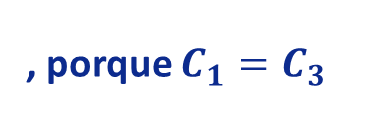 , porque C₁ = C₃